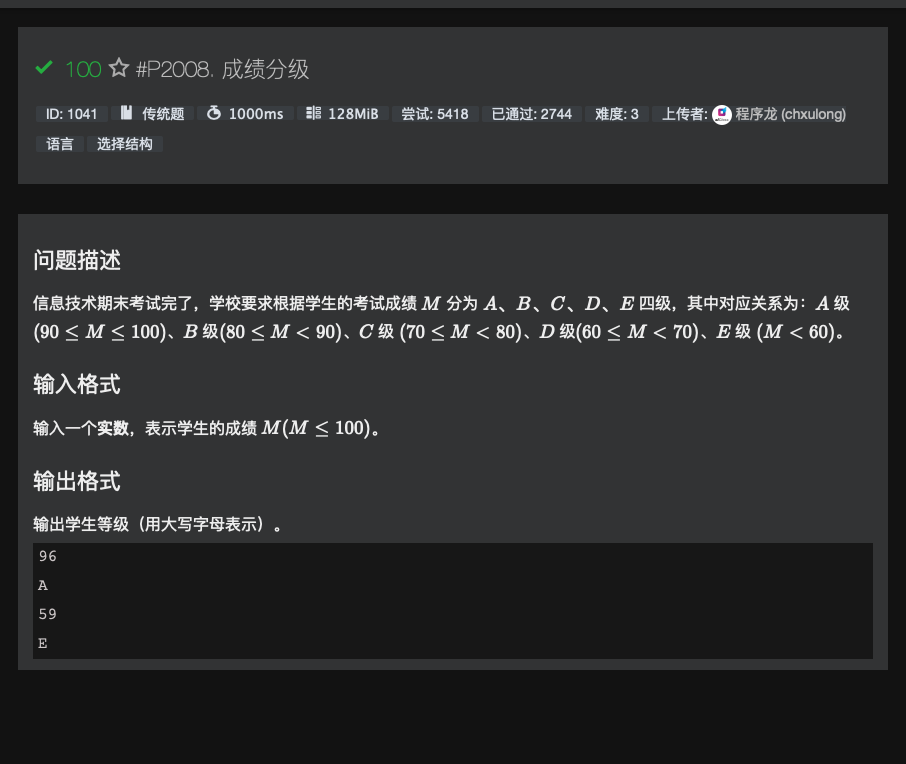 100 #P2008. 成绩分级
ID: 1041 传统题 1000ms 128MiB 尝试: 5418 已通过: 2744 难度: 3 上传者: 程序龙 (chxulong)
语言 选择结构
问题描述
信息技术期末考试完了，学校要求根据学生的考试成绩 M 分为 A、B、C、D、E 四级，其中对应关系为：A 级
(90 ≤ M ≤ 100)、B 级(80 ≤ M < 90)、C 级 (70 ≤ M < 80)、D 级(60 ≤ M < 70)、E 级 (M < 60)。
输入格式
输入一个实数，表示学生的成绩 M(M ≤ 100)。
输出格式
输出学生等级（用大写字母表示）。
96
A
59
E